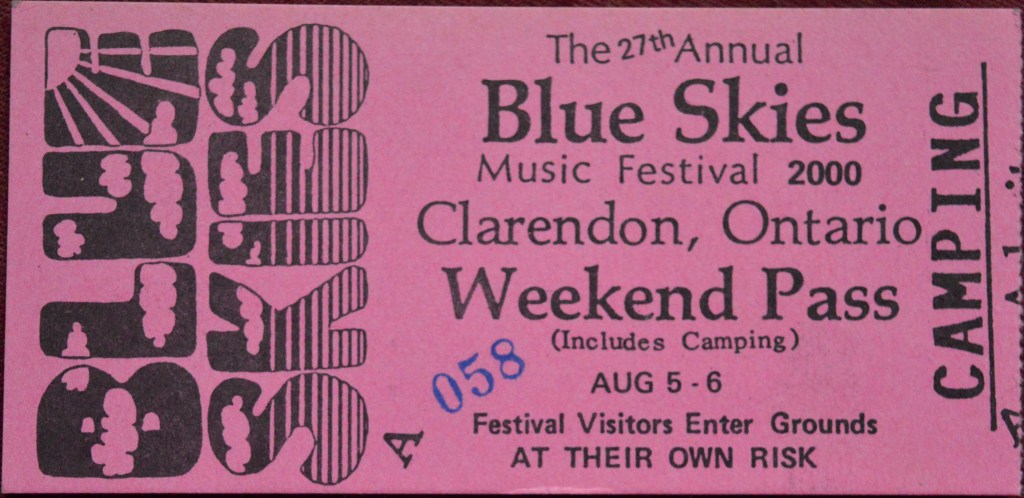 BLUE
SKIES
The 27th Annual
Blue Skies
Music Festival 2000
Clarendon, Ontario
Weekend Pass
(Includes Camping)
AUG 5 - 6
Festival Visitors Enter Grounds
AT THEIR OWN RISK
058
A
CAMPING